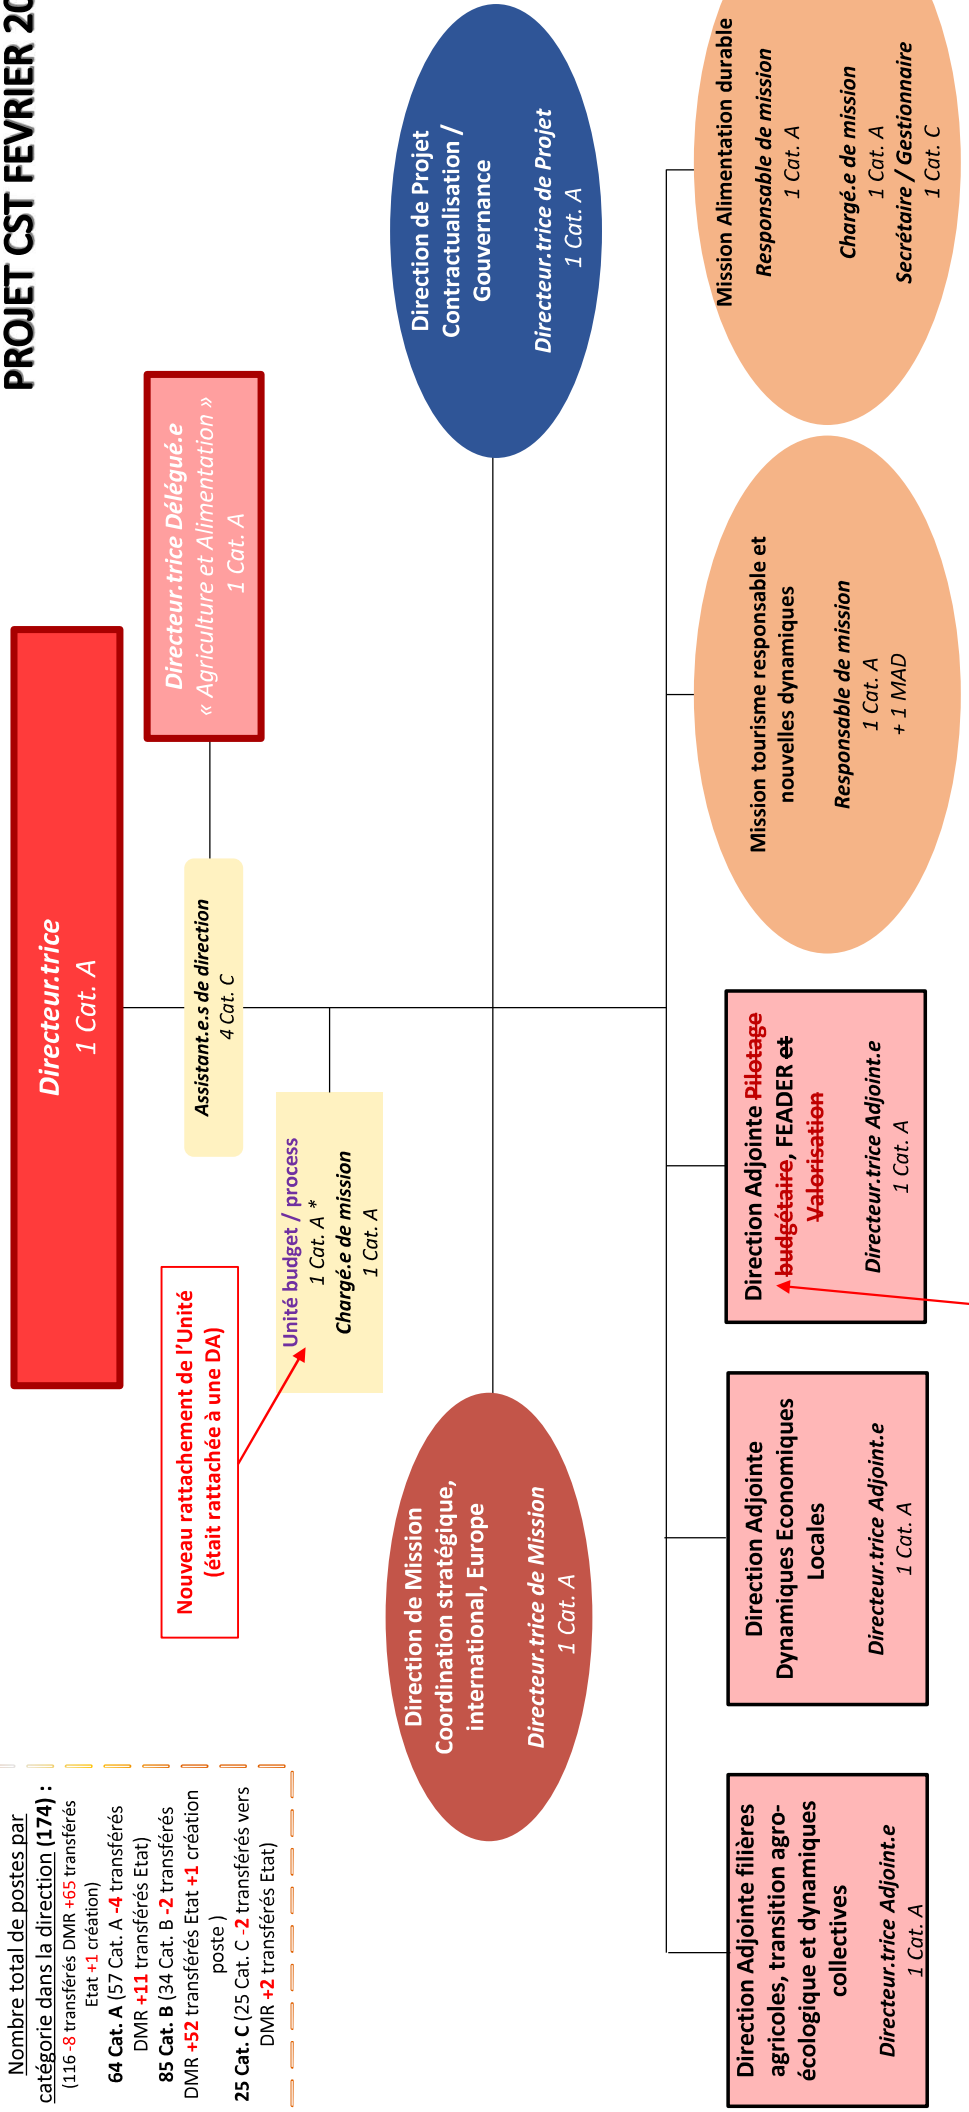 PROJET CST FEVRIER 20
Directeur.trice
1 Cat. A
Directeur.trice Délégué.e
« Agriculture et Alimentation »
1 Cat. A
Assistant.e.s de direction
4 Cat. C
Nouveau rattachement de l'Unité
(était rattachée à une DA)
Unité budget / process
1 Cat. A *
Chargé.e de mission
1 Cat. A
Nombre total de postes par
catégorie dans la direction (174) :
(116 -8 transférés DMR +65 transférés
Etat +1 création)
64 Cat. A (57 Cat. A -4 transférés
DMR +11 transférés Etat)
85 Cat. B (34 Cat. B -2 transférés
DMR +52 transférés Etat +1 création
poste )
25 Cat. C (25 Cat. C -2 transférés vers
DMR +2 transférés Etat)
Direction de Mission
Coordination stratégique,
international, Europe
Directeur.trice de Mission
1 Cat. A
Direction de Projet
Contractualisation /
Gouvernance
Directeur.trice de Projet
1 Cat. A
Direction Adjointe filières
agricoles, transition agro-
écologique et dynamiques
collectives
Directeur.trice Adjoint.e
1 Cat. A
Direction Adjointe
Dynamiques Economiques
Locales
Directeur.trice Adjoint.e
1 Cat. A
Direction Adjointe Pilotage
budgétaire, FEADER et
Valorisation
Directeur.trice Adjoint.e
1 Cat. A
Mission tourisme responsable et
nouvelles dynamiques
Responsable de mission
1 Cat. A
+ 1 MAD
Mission Alimentation durable
Responsable de mission
1 Cat. A
Chargé.e de mission
1 Cat. A
Secrétaire / Gestionnaire
1 Cat. C